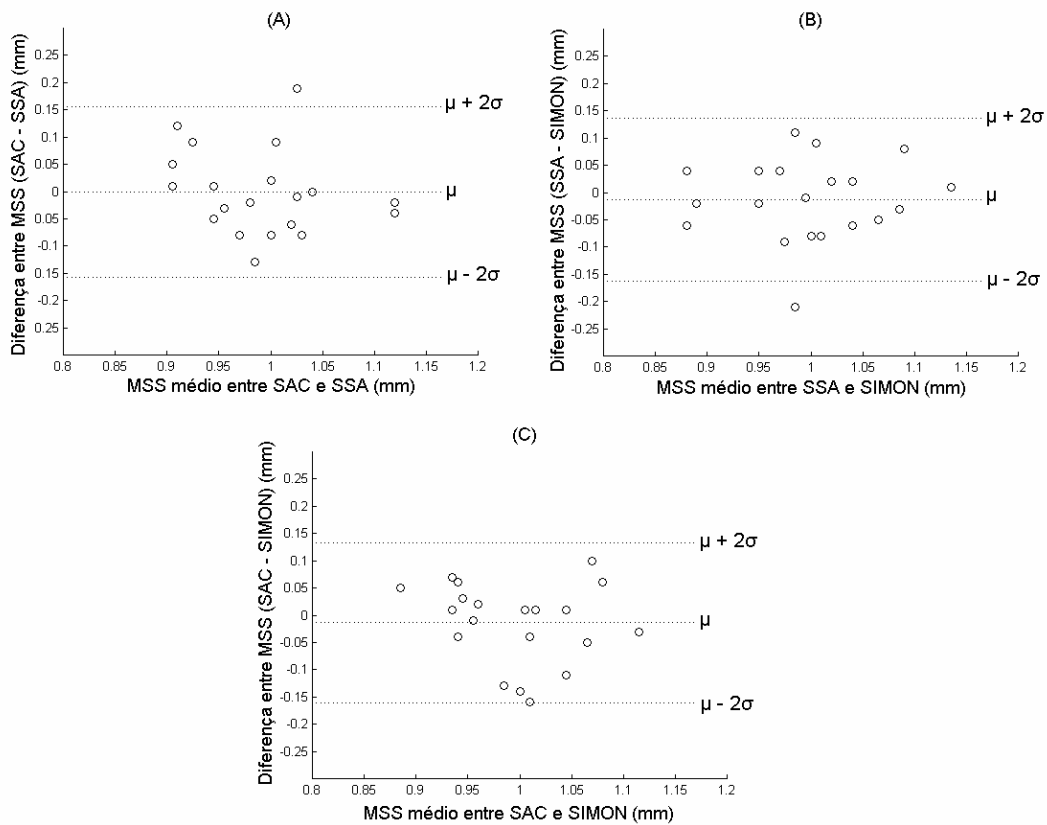 (A)
Diferença entre MSS (SAC - SSA) (mm)
0.25
0.2
0.15
0.1
0.05
0
0.05
-0.1
0.15
-0.2
0.25
μ + 2σ
μ
μ - 2σ
0.8 0.85 0.9 0.95 1 1.05 1.1 1.15 1.2
MSS médio entre SAC e SSA (mm)
(B)
Diferença entre MSS (SSA - SIMON) (mm)
0.25
0.2
0.15
0.1
0.05
0
0.05
-0.1
0.15
-0.2
0.25
μ + 2σ
μ
μ - 2σ
0.8 0.85 0.9 0.95 1 1.05 1.1 1.15 1.2
MSS médio entre SSA e SIMON (mm)
(C)
Diferença entre MSS (SAC - SIMON) (mm)
0.25
0.2
0.15
0.1
0.05
0
-0.05
-0.1
-0.15
-0.2
-0.25
μ + 2σ
μ
μ - 2σ
0.8 0.85 0.9 0.95 1 1.05 1.1 1.15 1.2
MSS médio entre SAC e SIMON (mm)